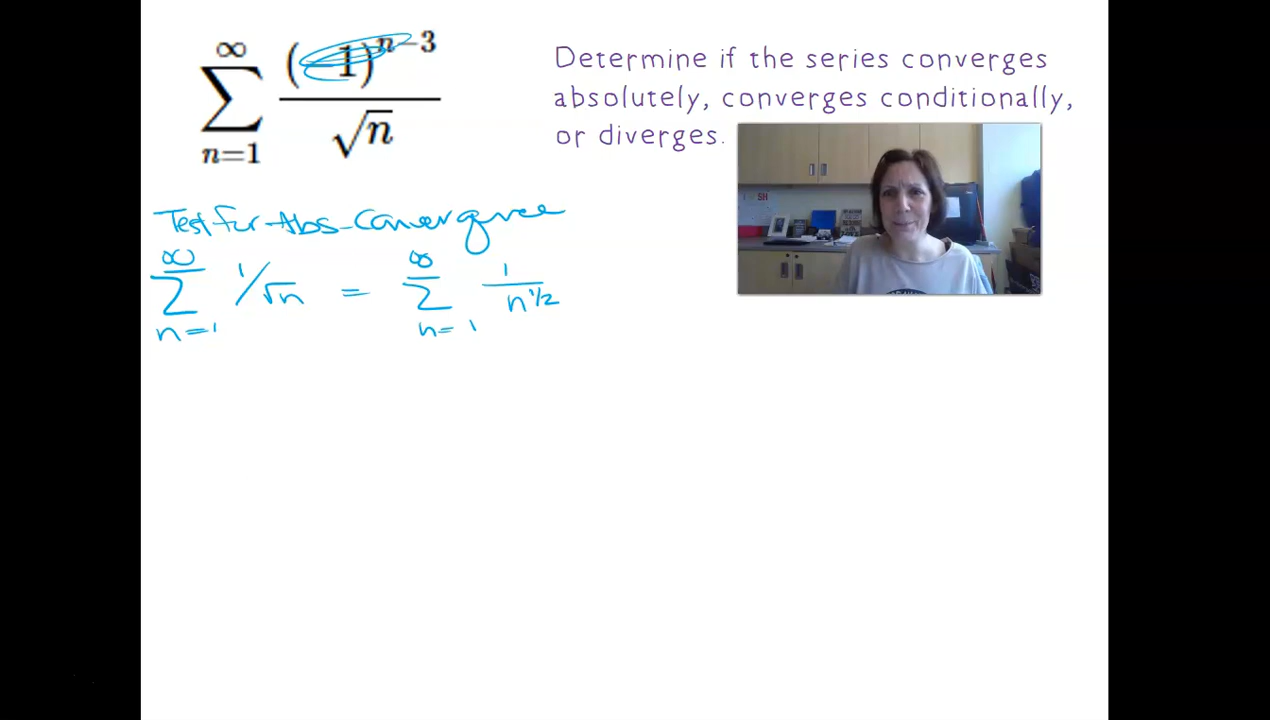 ∞
∑ (−1)^{n−3} / √n
n=1
Determine if the series converges
absolutely, converges conditionally,
or diverges.
Test for Abs. Convergence
∞ ∞
∑ 1/√n = ∑ 1/n^{1/2}
n=1 n=1